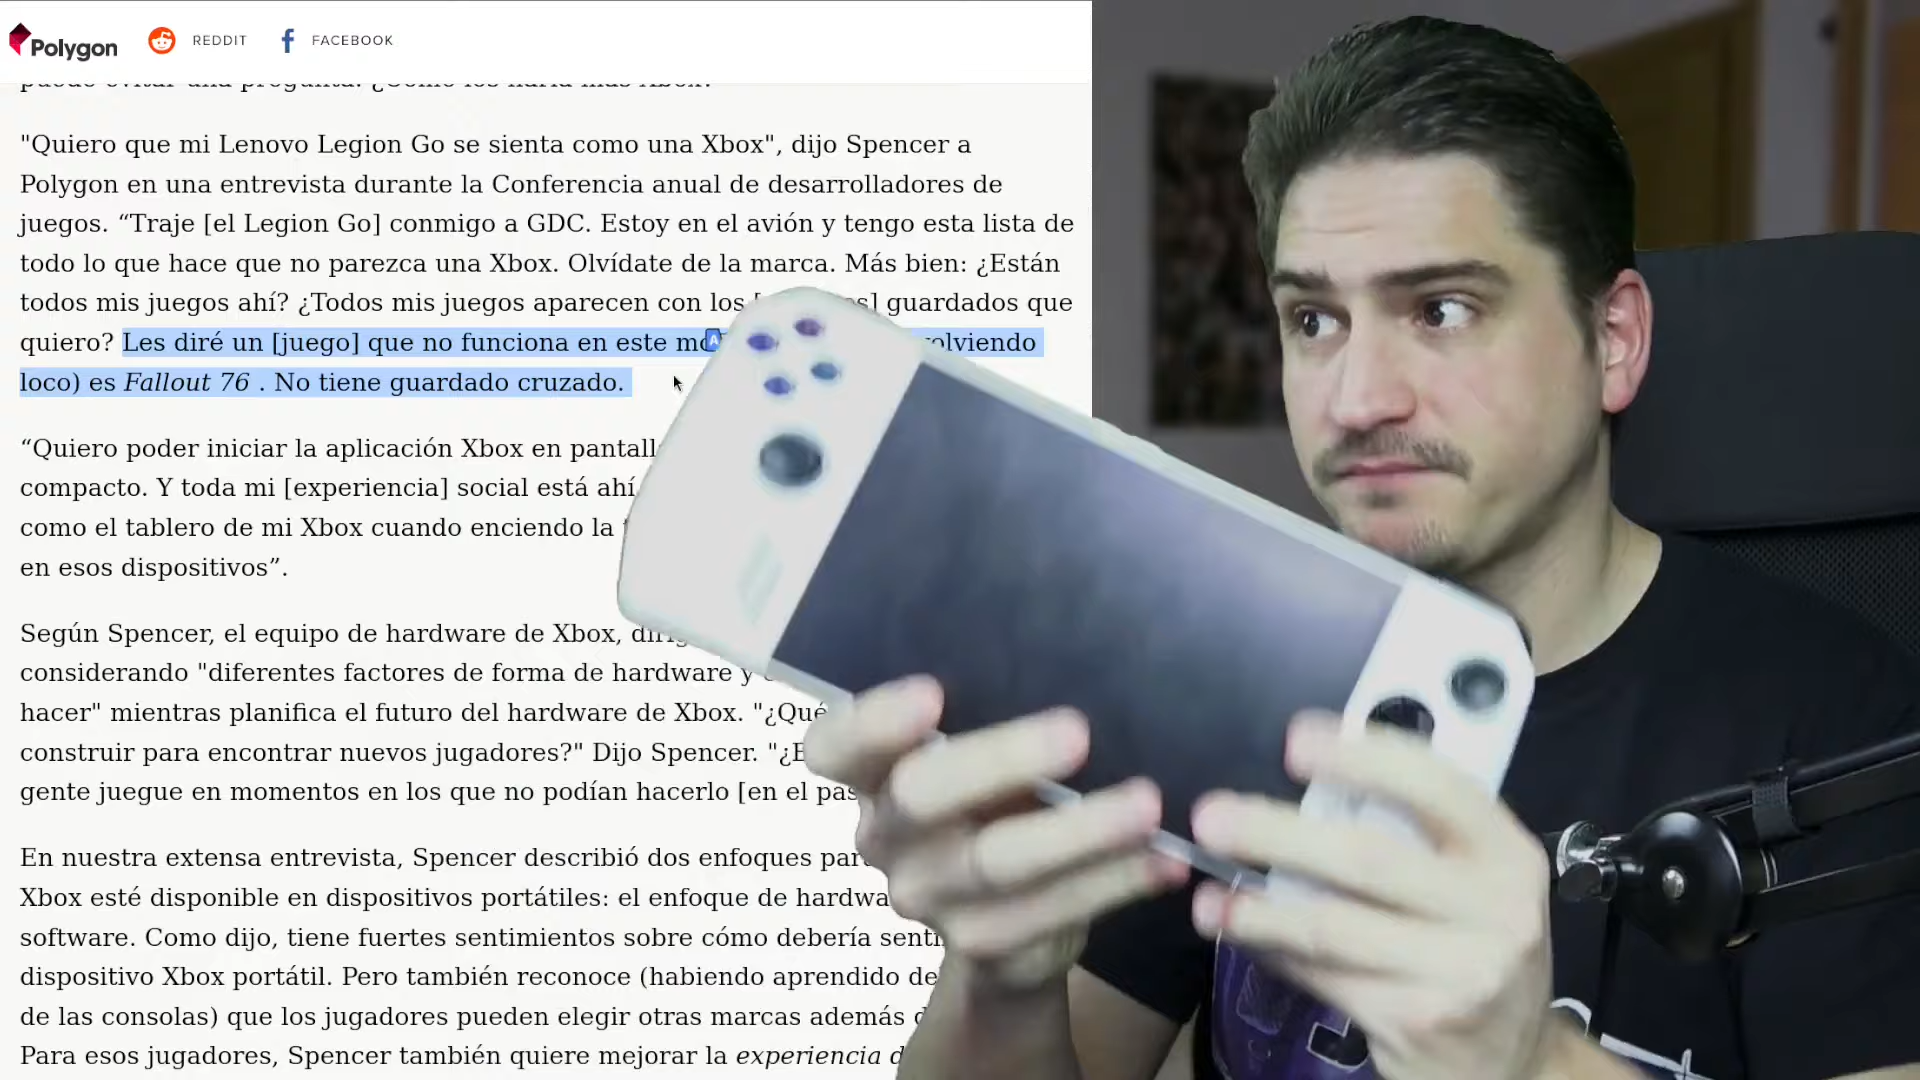 Polygon REDDIT FACEBOOK
puede evitar una pregunta: ¿Cómo los haría más Xbox?
"Quiero que mi Lenovo Legion Go se sienta como una Xbox", dijo Spencer a
Polygon en una entrevista durante la Conferencia anual de desarrolladores de
juegos. “Traje [el Legion Go] conmigo a GDC. Estoy en el avión y tengo esta lista de
todo lo que hace que no parezca una Xbox. Olvídate de la marca. Más bien: ¿Están
todos mis juegos ahí? ¿Todos mis juegos aparecen con los guardados que
quiero? Les diré un [juego] que no funciona en este
loco) es Fallout 76 . No tiene guardado cruzado.
“Quiero poder iniciar la aplicación Xbox en
compacto. Y toda mi [experiencia] social está ahí
como el tablero de mi Xbox cuando enciendo la
en esos dispositivos”.
Según Spencer, el equipo de hardware de Xbox,
considerando "diferentes factores de forma de hardware y
hacer" mientras planifica el futuro del hardware de Xbox. "¿Qué
construir para encontrar nuevos jugadores?" Dijo Spencer.
gente juegue en momentos en los que no podían hacerlo [en el
En nuestra extensa entrevista, Spencer describió dos enfoques
Xbox esté disponible en dispositivos portátiles: el enfoque de
software. Como dijo, tiene fuertes sentimientos sobre cómo debería
dispositivo Xbox portátil. Pero también reconoce (habiendo aprendido
de las consolas) que los jugadores pueden elegir otras marcas además
Para esos jugadores, Spencer también quiere mejorar la experiencia